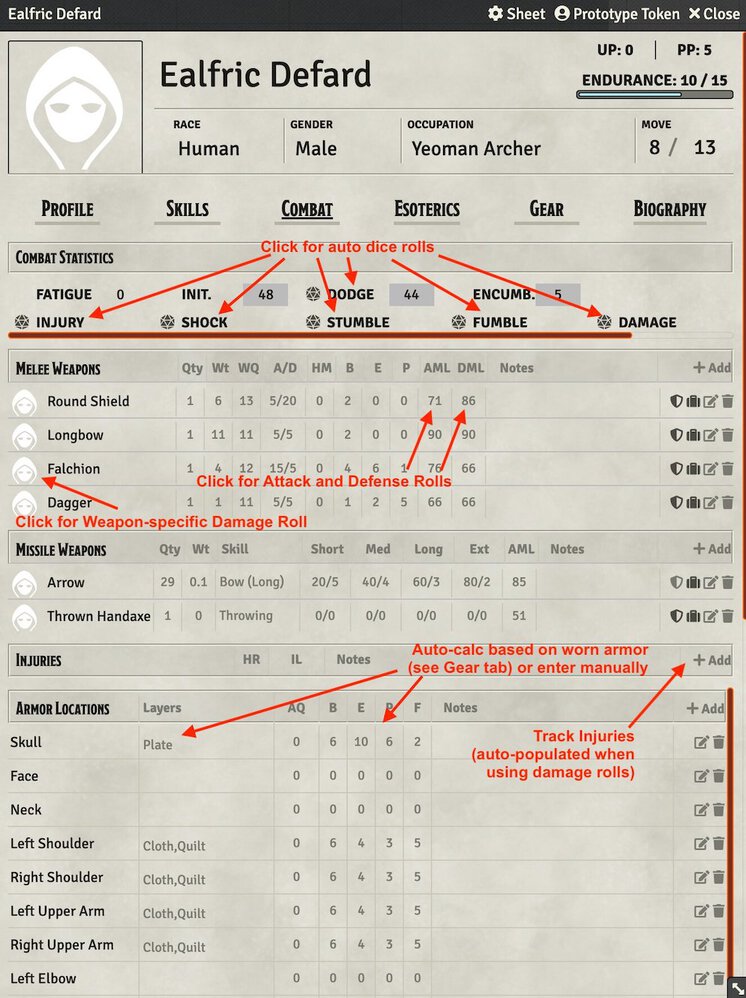 Ealfric Defard Sheet Prototype Token Close
UP: 0 PP: 5
Ealfric Defard
ENDURANCE: 10 / 15
RACE GENDER OCCUPATION MOVE
Human Male Yeoman Archer 8 / 13
PROFILE SKILLS COMBAT ESOTERICS GEAR BIOGRAPHY
Click for auto dice rolls
COMBAT STATISTICS
FATIGUE 0 INIT. 48 DODGE 44 ENCUMB. 5
INJURY SHOCK STUMBLE FUMBLE DAMAGE
MELEE WEAPONS Qty Wt WQ A/D HM B E P AML DML Notes + Add
Round Shield 1 6 13 5/20 0 2 0 0 71 86
Longbow 1 11 11 5/5 0 2 0 0 90 90
Falchion 1 4 12 15/5 0 4 6 1 76 66
Click for Attack and Defense Rolls
Dagger 1 1 11 5/5 0 1 2 5 66 66
Click for Weapon-specific Damage Roll
MISSILE WEAPONS Qty Wt Skill Short Med Long Ext AML Notes + Add
Arrow 29 0.1 Bow (Long) 20/5 40/4 60/3 80/2 85
Thrown Handaxe 1 0 Throwing 0/0 0/0 0/0 0/0 51
Auto-calc based on worn armor
INJURIES HR IL Notes + Add
(see Gear tab) or enter manually
ARMOR LOCATIONS Layers AQ B E P F Notes + Add
Track Injuries
(auto-populated when
using damage rolls)
Skull Plate 0 6 10 6 2
Face 0 0 0 0 0
Neck 0 0 0 0 0
Left Shoulder Cloth,Quilt 0 6 4 3 5
Right Shoulder Cloth,Quilt 0 6 4 3 5
Left Upper Arm Cloth,Quilt 0 6 4 3 5
Right Upper Arm Cloth,Quilt 0 6 4 3 5
Left Elbow 0 0 0 0 0